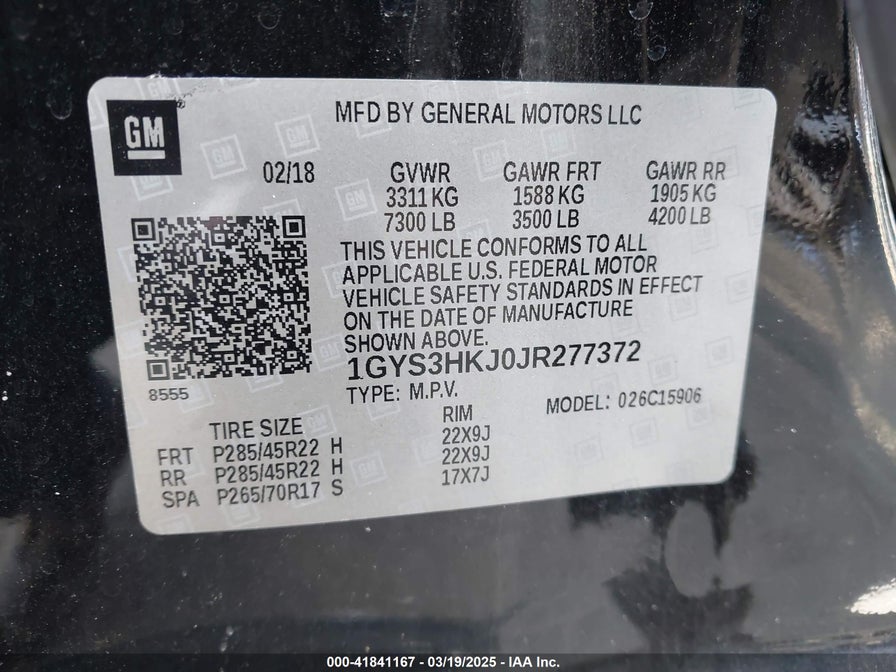 GM
MFD BY GENERAL MOTORS LLC
02/18 GVWR GAWR FRT GAWR RR
3311 KG 1588 KG 1905 KG
7300 LB 3500 LB 4200 LB
THIS VEHICLE CONFORMS TO ALL
APPLICABLE U.S. FEDERAL MOTOR
VEHICLE SAFETY STANDARDS IN EFFECT
ON THE DATE OF MANUFACTURE
SHOWN ABOVE.
1GYS3HKJ0JR277372
8555
TYPE: M.P.V. MODEL: 026C15906
TIRE SIZE RIM
FRT P285/45R22 H 22X9J
RR P285/45R22 H 22X9J
SPA P265/70R17 S 17X7J
000-41841167 - 03/19/2025 - IAA Inc.